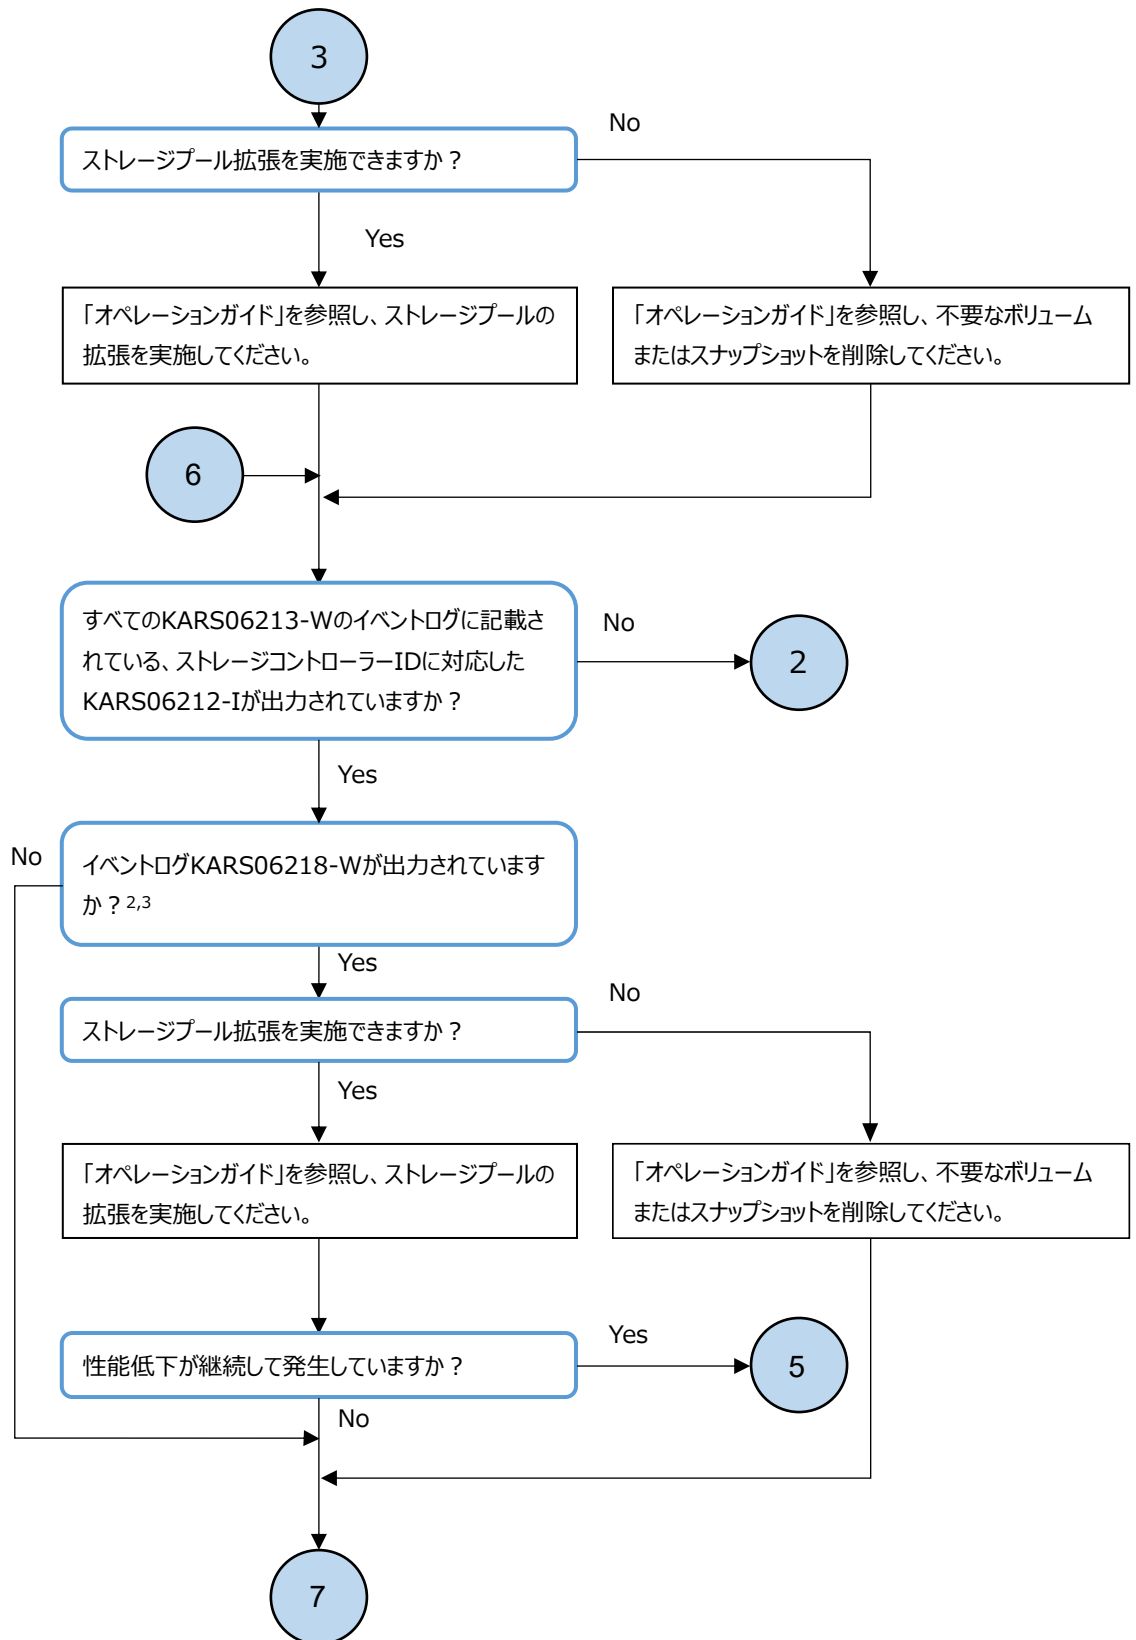 3
No
ストレージプール拡張を実施できますか？
Yes
「オペレーションガイド」を参照し、ストレージプールの
拡張を実施してください。
「オペレーションガイド」を参照し、不要なボリューム
またはスナップショットを削除してください。
6
すべてのKARS06213-Wのイベントログに記載さ
れている、ストレージコントローラーIDに対応した
KARS06212-Iが出力されていますか？
No
2
Yes
No
イベントログKARS06218-Wが出力されています
か？2,3
Yes
No
ストレージプール拡張を実施できますか？
Yes
「オペレーションガイド」を参照し、ストレージプールの
拡張を実施してください。
「オペレーションガイド」を参照し、不要なボリューム
またはスナップショットを削除してください。
Yes
性能低下が継続して発生していますか？
5
No
7